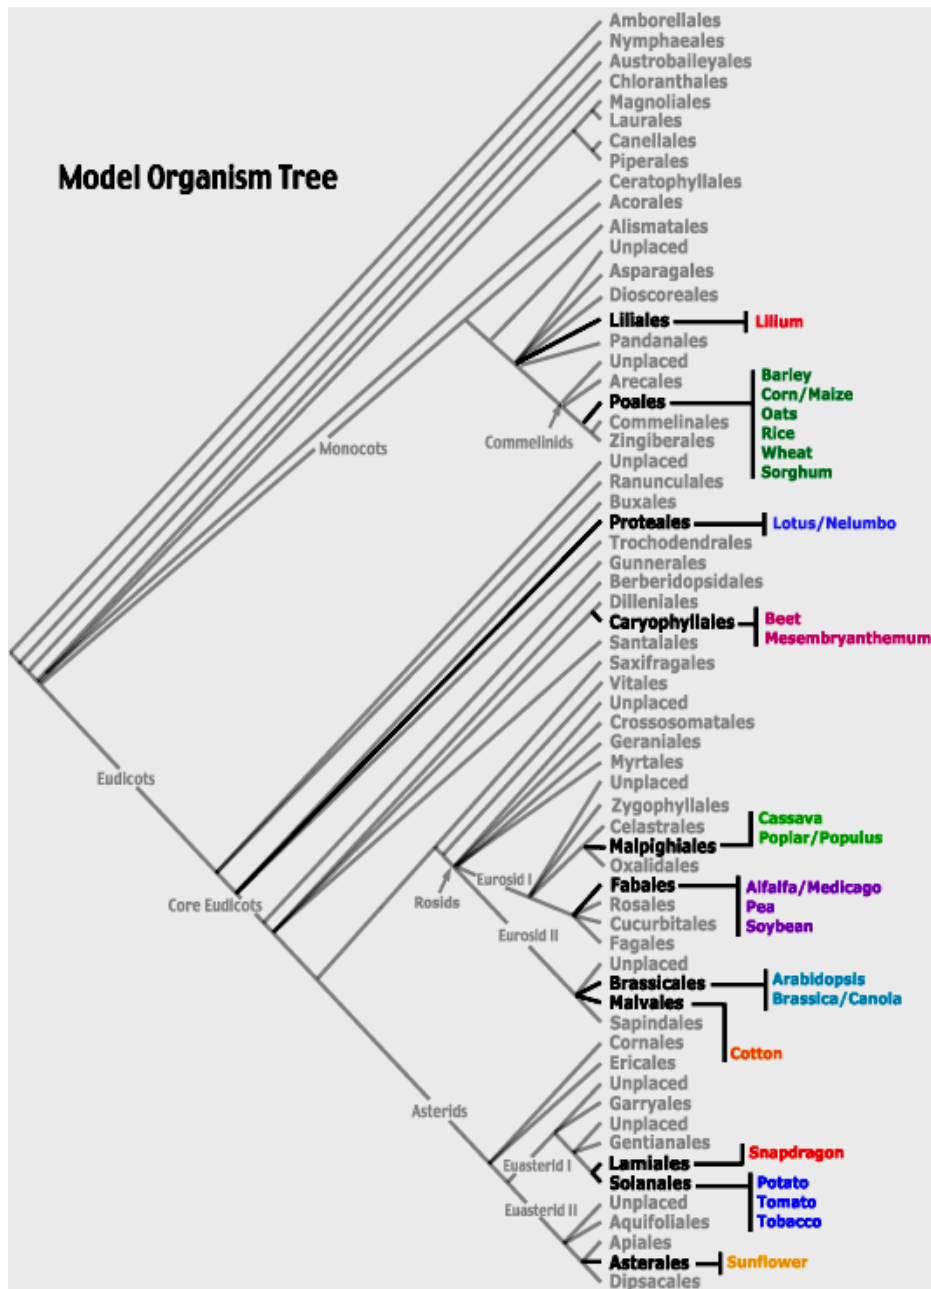 Amborellales
Nymphaeales
Austrobaileyales
Chloranthales
Magnoliales
Laurales
Canellales
Piperales
Model Organism Tree
Ceratophyllales
Acorales
Alismatales
Unplaced
Asparagales
Dioscoreales
Liliales
Lilium
Pandanales
Unplaced
Arecales
Poales
Barley
Corn/Maize
Oats
Rice
Wheat
Sorghum
Commelinales
Zingiberales
Commelinids
Monocots
Unplaced
Ranunculales
Buxales
Proteales
Lotus/Nelumbo
Trochodendrales
Gunnerales
Berberidopsidales
Dilleniales
Caryophyllales
Beet
Mesembryanthemum
Santalales
Saxifragales
Vitales
Unplaced
Crossosomatales
Geraniales
Myrtales
Eudicots
Unplaced
Zygophyllales
Celastrales
Malpighiales
Cassava
Poplar/Populus
Oxalidales
Eurosid I
Fabales
Alfalfa/Medicago
Pea
Soybean
Rosales
Cucurbitales
Fagales
Rosids
Core Eudicots
Eurosid II
Unplaced
Brassicales
Arabidopsis
Brassica/Canola
Malvales
Cotton
Sapindales
Cornales
Ericales
Unplaced
Garryales
Asterids
Unplaced
Gentianales
Lamiales
Snapdragon
Euasterid I
Solanales
Potato
Tomato
Tobacco
Unplaced
Euasterid II
Aquifoliales
Apiales
Asterales
Sunflower
Dipsacales